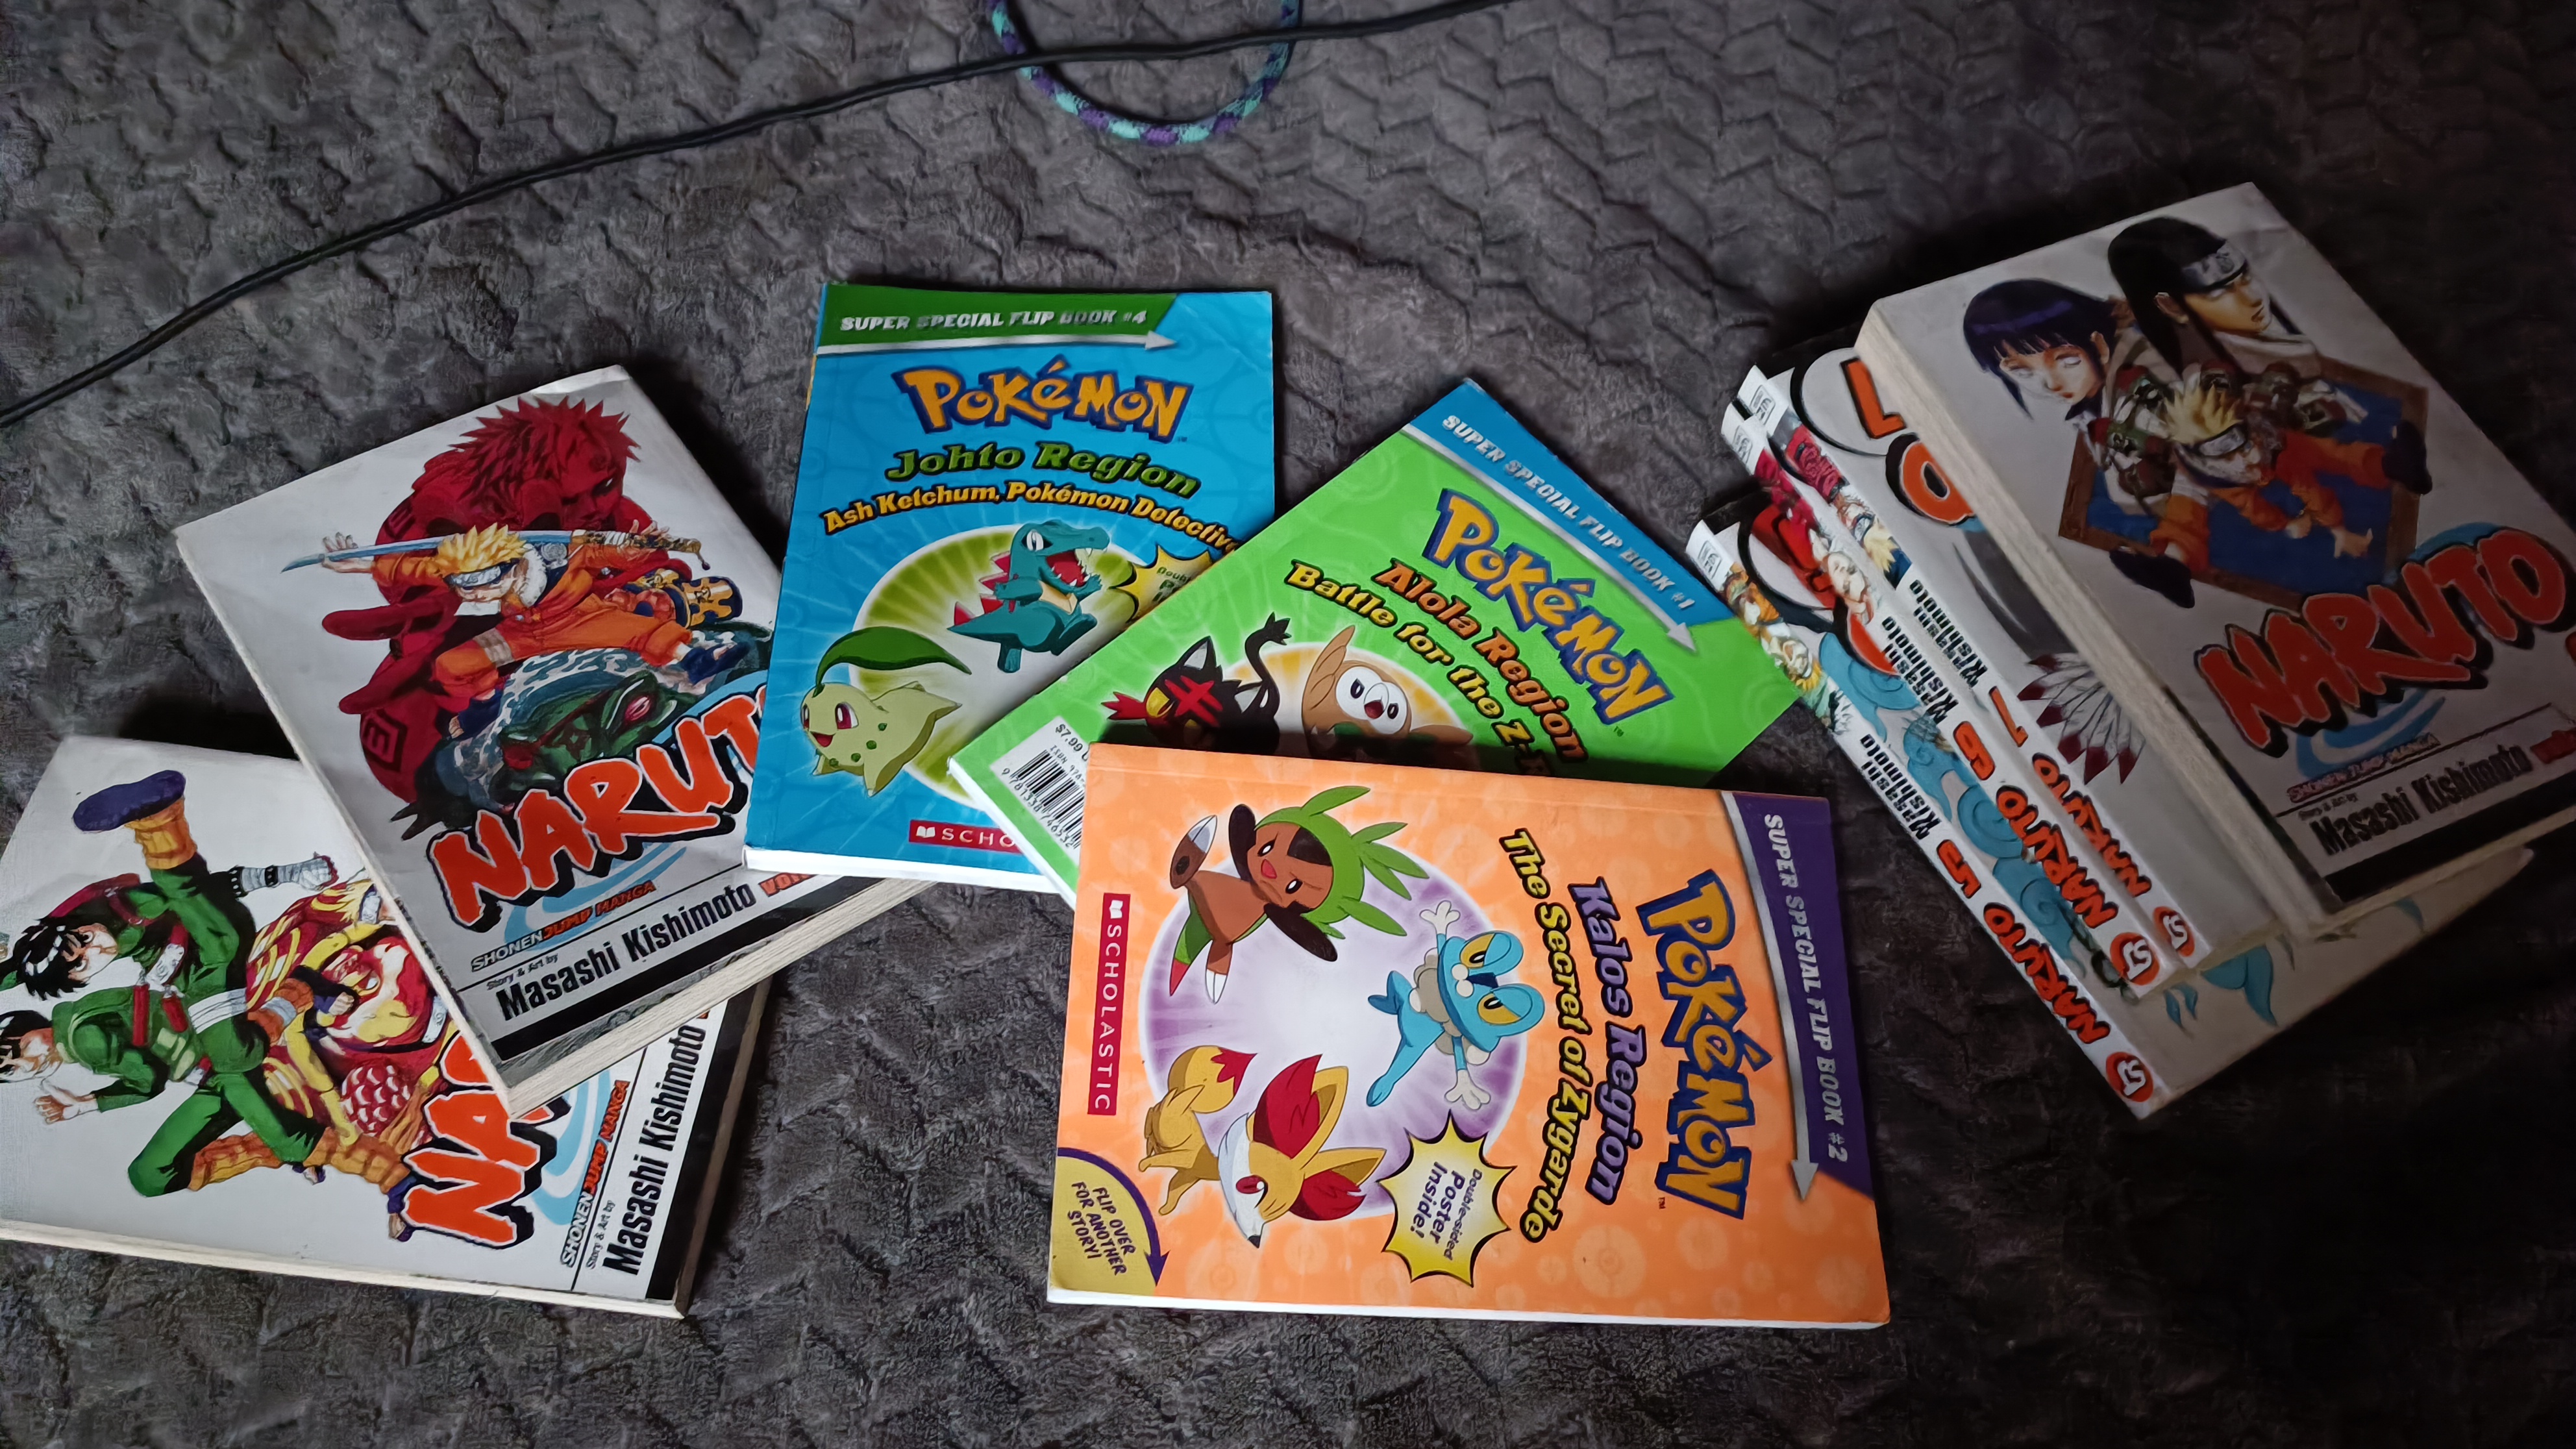 SUPER SPECIAL FLIP BOOK #4
POKéMON
Johto Region
Ash Ketchum, Pokémon Detective
SCHO
SUPER SPECIAL FLIP BOOK #1
POKéMON
Alola Region
Battle for the Z-
$7.99
SUPER SPECIAL FLIP BOOK #2
POKéMON
TM
Kalos Region
The Secret of Zygarde
Double-sided
Poster
Inside!
SCHOLASTIC
FLIP OVER
FOR ANOTHER
STORY!
NARUT
SHONEN JUMP MANGA
Story & Art by
Masashi Kishimoto
NA
SHONEN JUMP MANGA
Story & Art by
Masashi Kishimoto
NARUTO
SHONEN JUMP MANGA
Story & Art by
Masashi Kishimoto
NARUTO 5 Masashi Kishimoto
NARUTO 6 Masashi Kishimoto
NARUTO 1 Masashi Kishimoto